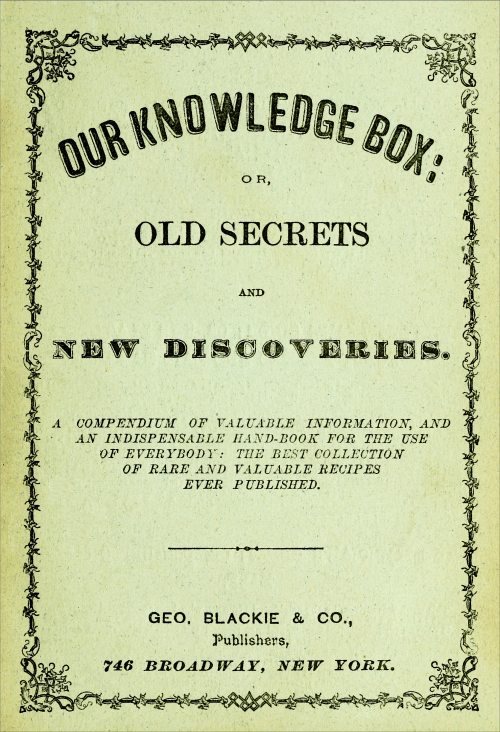 OUR KNOWLEDGE BOX:
OR,
OLD SECRETS
AND
NEW DISCOVERIES.
A COMPENDIUM OF VALUABLE INFORMATION, AND
AN INDISPENSABLE HAND-BOOK FOR THE USE
OF EVERYBODY: THE BEST COLLECTION
OF RARE AND VALUABLE RECIPES
EVER PUBLISHED.
GEO. BLACKIE & CO.,
Publishers,
746 BROADWAY, NEW YORK.